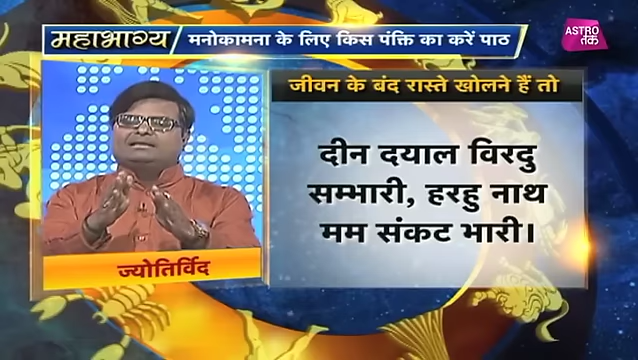 महाभाग्य मनोकामना के लिए किस पंक्ति का करें पाठ
ASTRO
तक
जीवन के बंद रास्ते खोलने हैं तो
दीन दयाल विरदु
सम्भारी, हरहु नाथ
मम संकट भारी।
ज्योतिर्विद